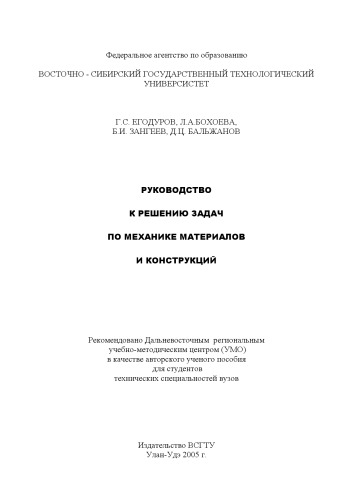 Федеральное агентство по образованию
ВОСТОЧНО - СИБИРСКИЙ ГОСУДАРСТВЕННЫЙ ТЕХНОЛОГИЧЕСКИЙ
УНИВЕРСИСТЕТ
Г.С. ЕГОДУРОВ, Л.А.БОХОЕВА,
Б.И. ЗАНГЕЕВ, Д.Ц. БАЛЬЖАНОВ
РУКОВОДСТВО
К РЕШЕНИЮ ЗАДАЧ
ПО МЕХАНИКЕ МАТЕРИАЛОВ
И КОНСТРУКЦИЙ
Рекомендовано Дальневосточным региональным
учебно-методическим центром (УМО)
в качестве авторского ученого пособия
для студентов
технических специальностей вузов
Издательство ВСГТУ
Улан-Удэ 2005 г.